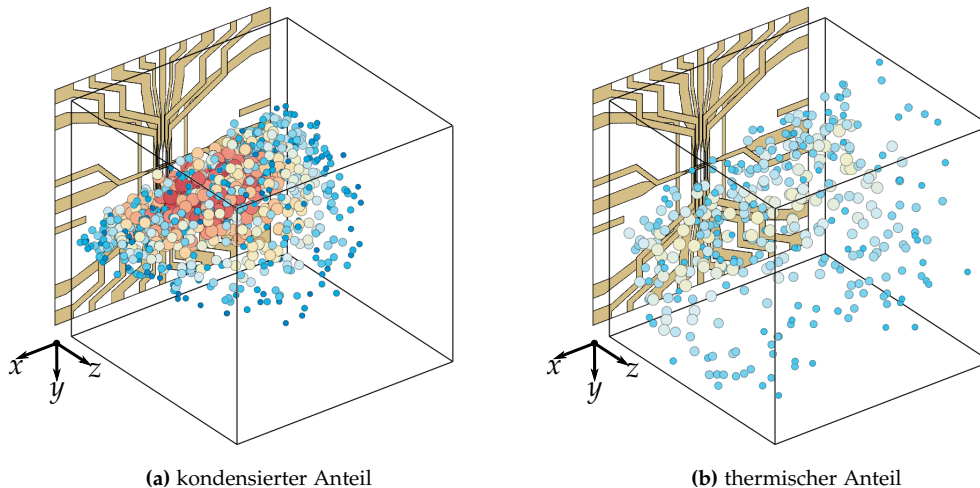 x
y
z
x
y
z
(a) kondensierter Anteil
(b) thermischer Anteil